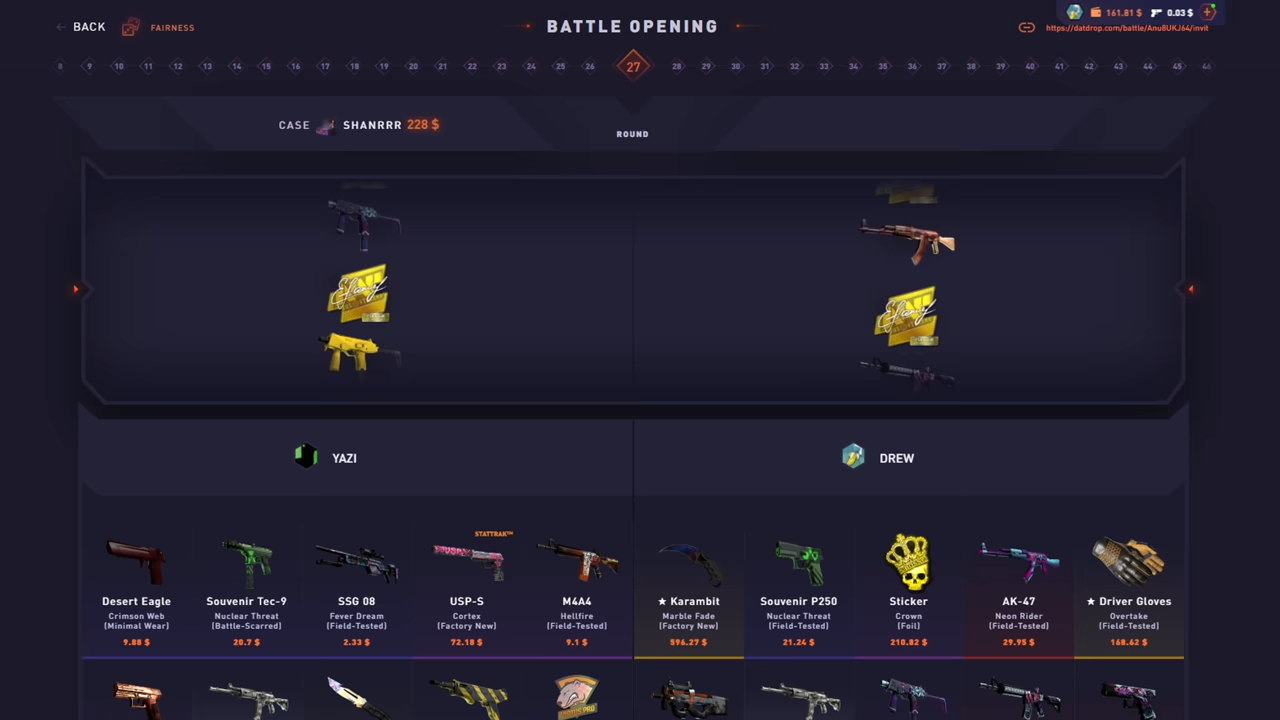 161.81 $ 0.03 $
← BACK FAIRNESS BATTLE OPENING https://datdrop.com/battle/Anu8UKJ64/invit
8 9 10 11 12 13 14 15 16 17 18 19 20 21 22 23 24 25 26 27 28 29 30 31 32 33 34 35 36 37 38 39 40 41 42 43 44 45 46
CASE SHANRRR 228 $
ROUND
YAZI DREW
STATTRAK™
Desert Eagle Souvenir Tec-9 SSG 08 USP-S M4A4 ★ Karambit Souvenir P250 Sticker AK-47 ★ Driver Gloves
Crimson Web Nuclear Threat Fever Dream Cortex Hellfire Marble Fade Nuclear Threat Crown Neon Rider Overtake
(Minimal Wear) (Battle-Scarred) (Field-Tested) (Factory New) (Field-Tested) (Factory New) (Field-Tested) (Foil) (Field-Tested) (Field-Tested)
9.88 $ 20.7 $ 2.33 $ 72.18 $ 9.1 $ 596.27 $ 21.24 $ 210.82 $ 29.95 $ 168.62 $